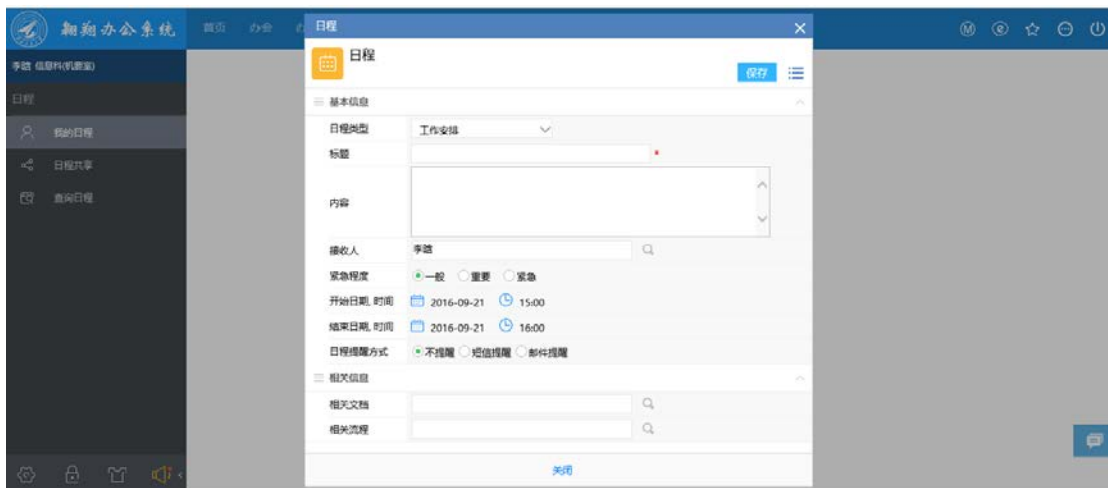 翱翔办公系统
首页 办会
李晗 信息科(机要室)
日程
我的日程
日程共享
查询日程
日程
日程
保存
基本信息
日程类型 工作安排
标题 *
内容
接收人 李晗
紧急程度 一般 重要 紧急
开始日期,时间 2016-09-21 15:00
结束日期,时间 2016-09-21 16:00
日程提醒方式 不提醒 短信提醒 邮件提醒
相关信息
相关文档
相关流程
关闭